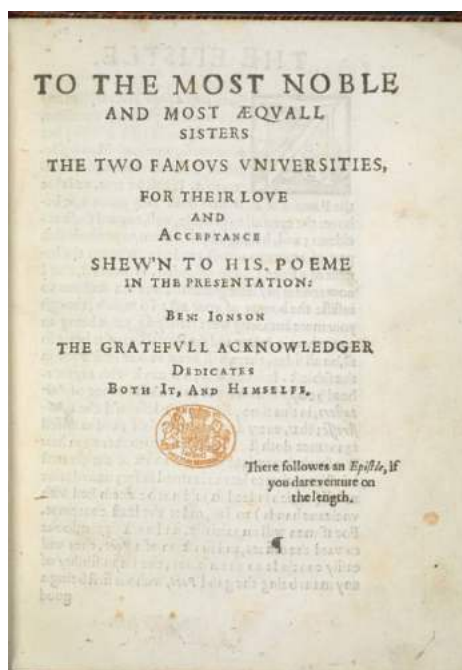 TO THE MOST NOBLE
AND MOST ÆQVALL
SISTERS
THE TWO FAMOVS VNIVERSITIES,
FOR THEIR LOVE
AND
ACCEPTANCE
SHEW'N TO HIS POEME
IN THE PRESENTATION:
BEN: IONSON
THE GRATEFVLL ACKNOWLEDGER
DEDICATES
BOTH IT, AND HIMSELFE.
There followes an Epistle, if
you dare venture on
the length.
¶